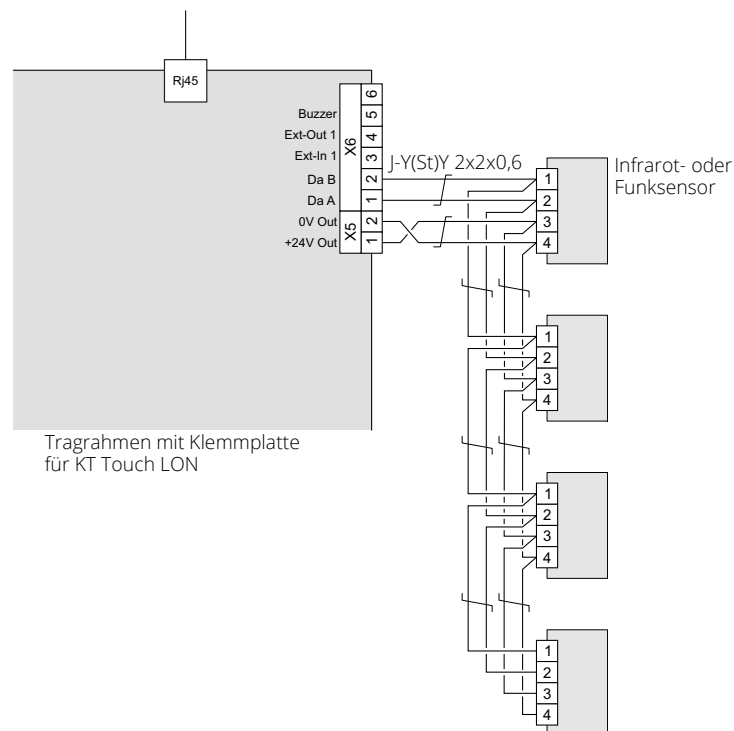 Rj45
6
Buzzer 5
Ext-Out 1 4
X6
Ext-In 1 3
Da B 2
Da A 1
0V Out 2
X5
+24V Out 1
J-Y(St)Y 2x2x0,6
1
2
3
4
Infrarot- oder
Funksensor
1
2
3
4
Tragrahmen mit Klemmplatte
für KT Touch LON
1
2
3
4
1
2
3
4